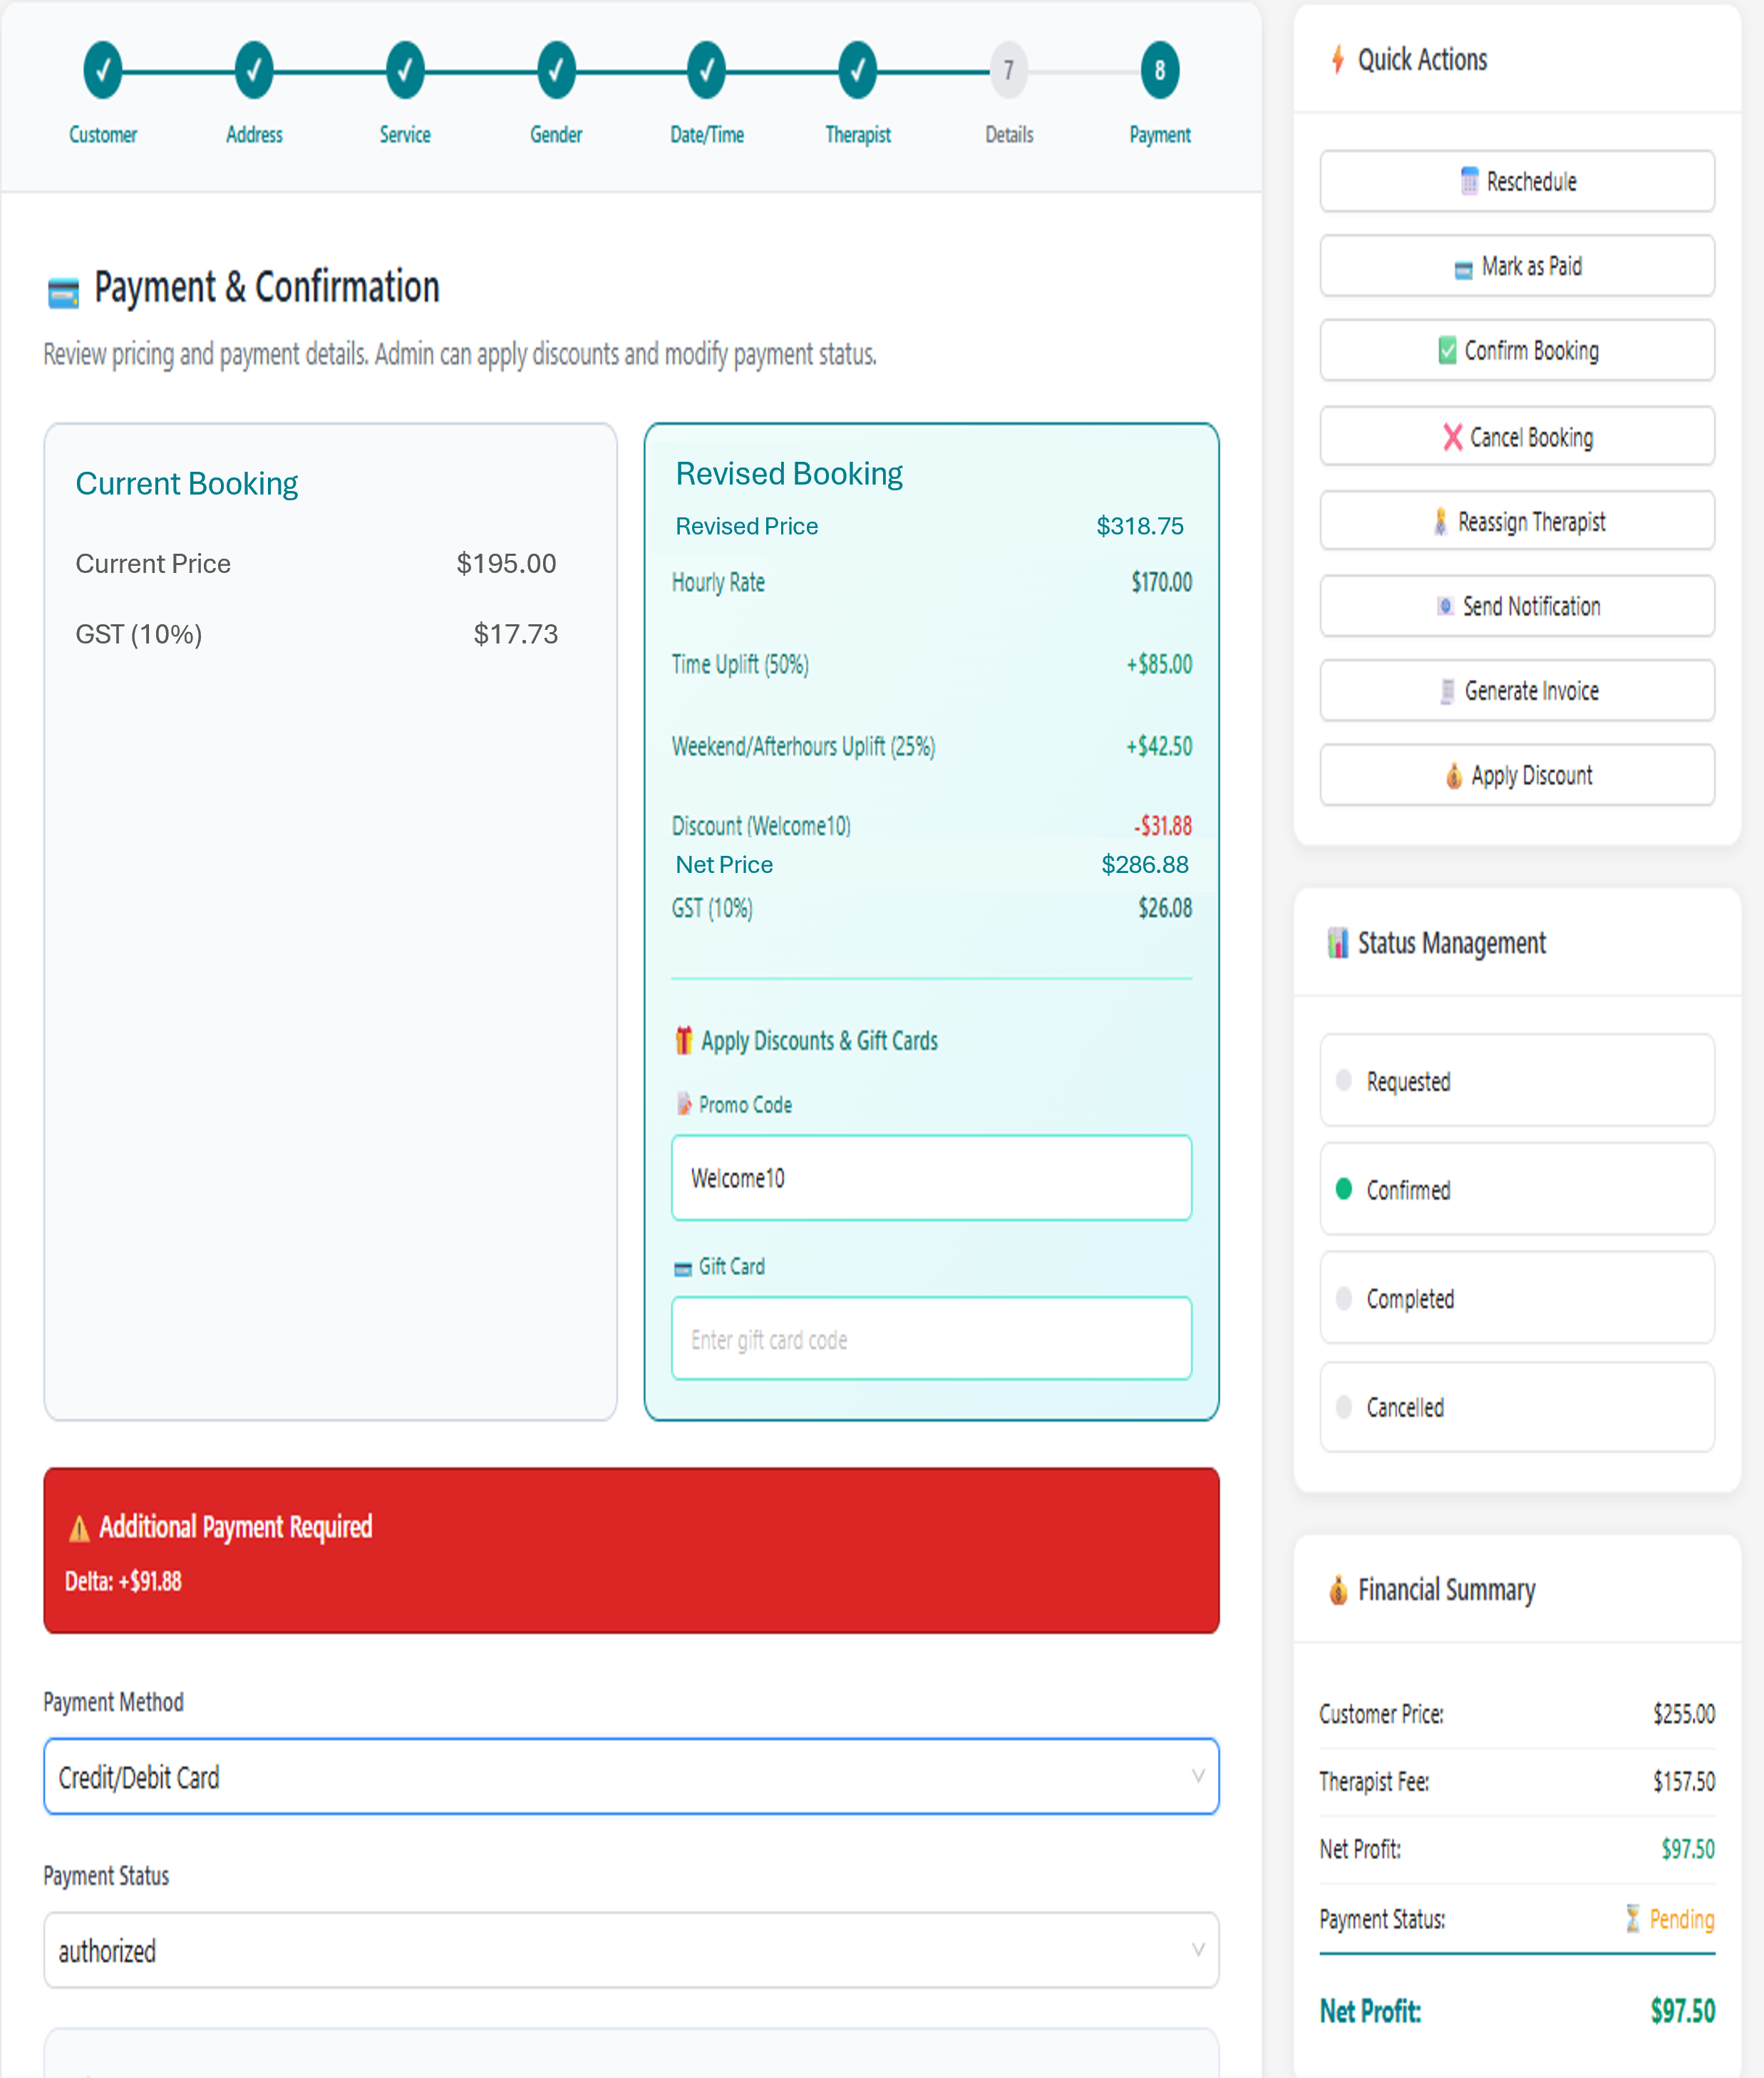 Customer
Address
Service
Gender
Date/Time
Therapist
7
Details
8
Payment
Payment & Confirmation
Review pricing and payment details. Admin can apply discounts and modify payment status.
Current Booking
Current Price $195.00
GST (10%) $17.73
Revised Booking
Revised Price $318.75
Hourly Rate $170.00
Time Uplift (50%) +$85.00
Weekend/Afterhours Uplift (25%) +$42.50
Discount (Welcome10) -$31.88
Net Price $286.88
GST (10%) $26.08
Apply Discounts & Gift Cards
Promo Code
Welcome10
Gift Card
Enter gift card code
Additional Payment Required
Delta: +$91.88
Payment Method
Credit/Debit Card
Payment Status
authorized
Quick Actions
Reschedule
Mark as Paid
Confirm Booking
Cancel Booking
Reassign Therapist
Send Notification
Generate Invoice
Apply Discount
Status Management
Requested
Confirmed
Completed
Cancelled
Financial Summary
Customer Price: $255.00
Therapist Fee: $157.50
Net Profit: $97.50
Payment Status: Pending
Net Profit: $97.50